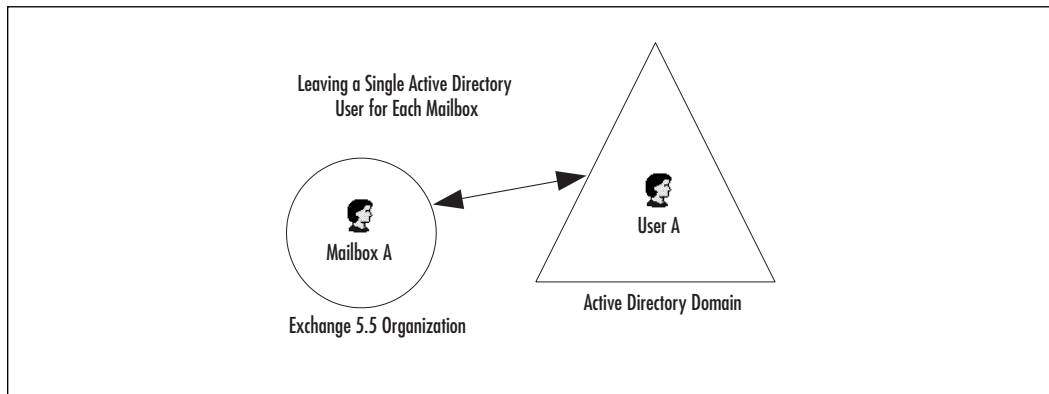 Leaving a Single Active Directory
User for Each Mailbox
Mailbox A
User A
Exchange 5.5 Organization
Active Directory Domain